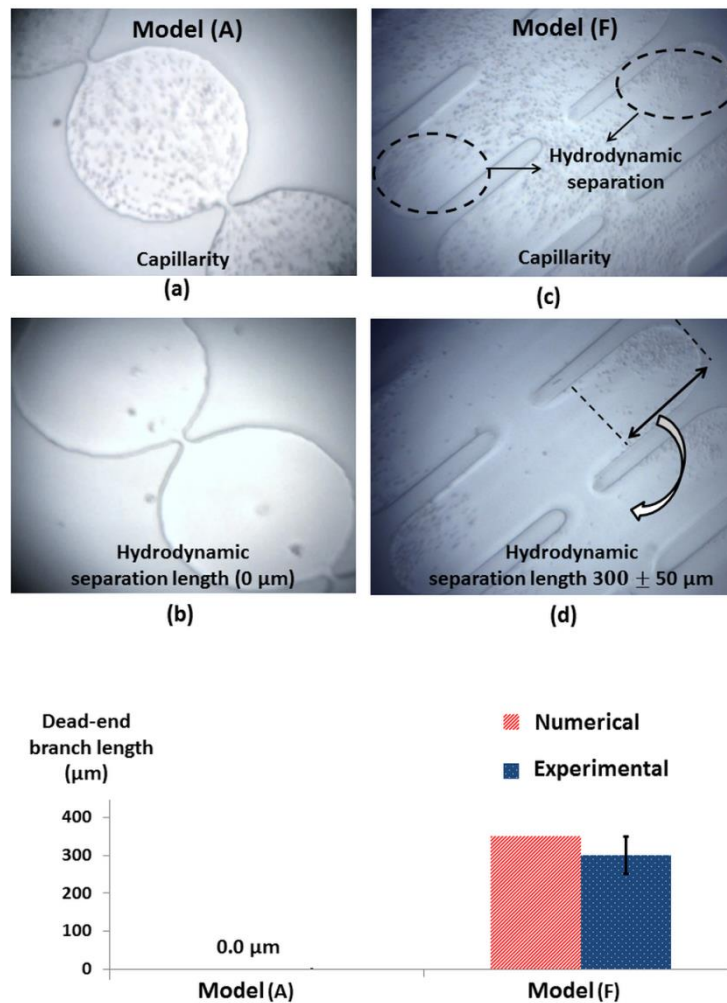 Model (A)
Capillarity
(a)
Model (F)
Hydrodynamic
separation
Capillarity
(c)
Hydrodynamic
separation length (0 μm)
(b)
Hydrodynamic
separation length 300 ± 50 μm
(d)
Dead-end
branch length
(μm)
Numerical
Experimental
400
300
200
100
0
0.0 μm
Model (A)
Model (F)